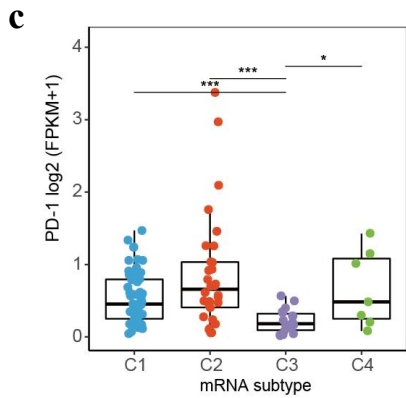 c
PD-1 log2 (FPKM+1)
4
3
2
1
0
***
*
***
C1 C2 C3 C4
mRNA subtype